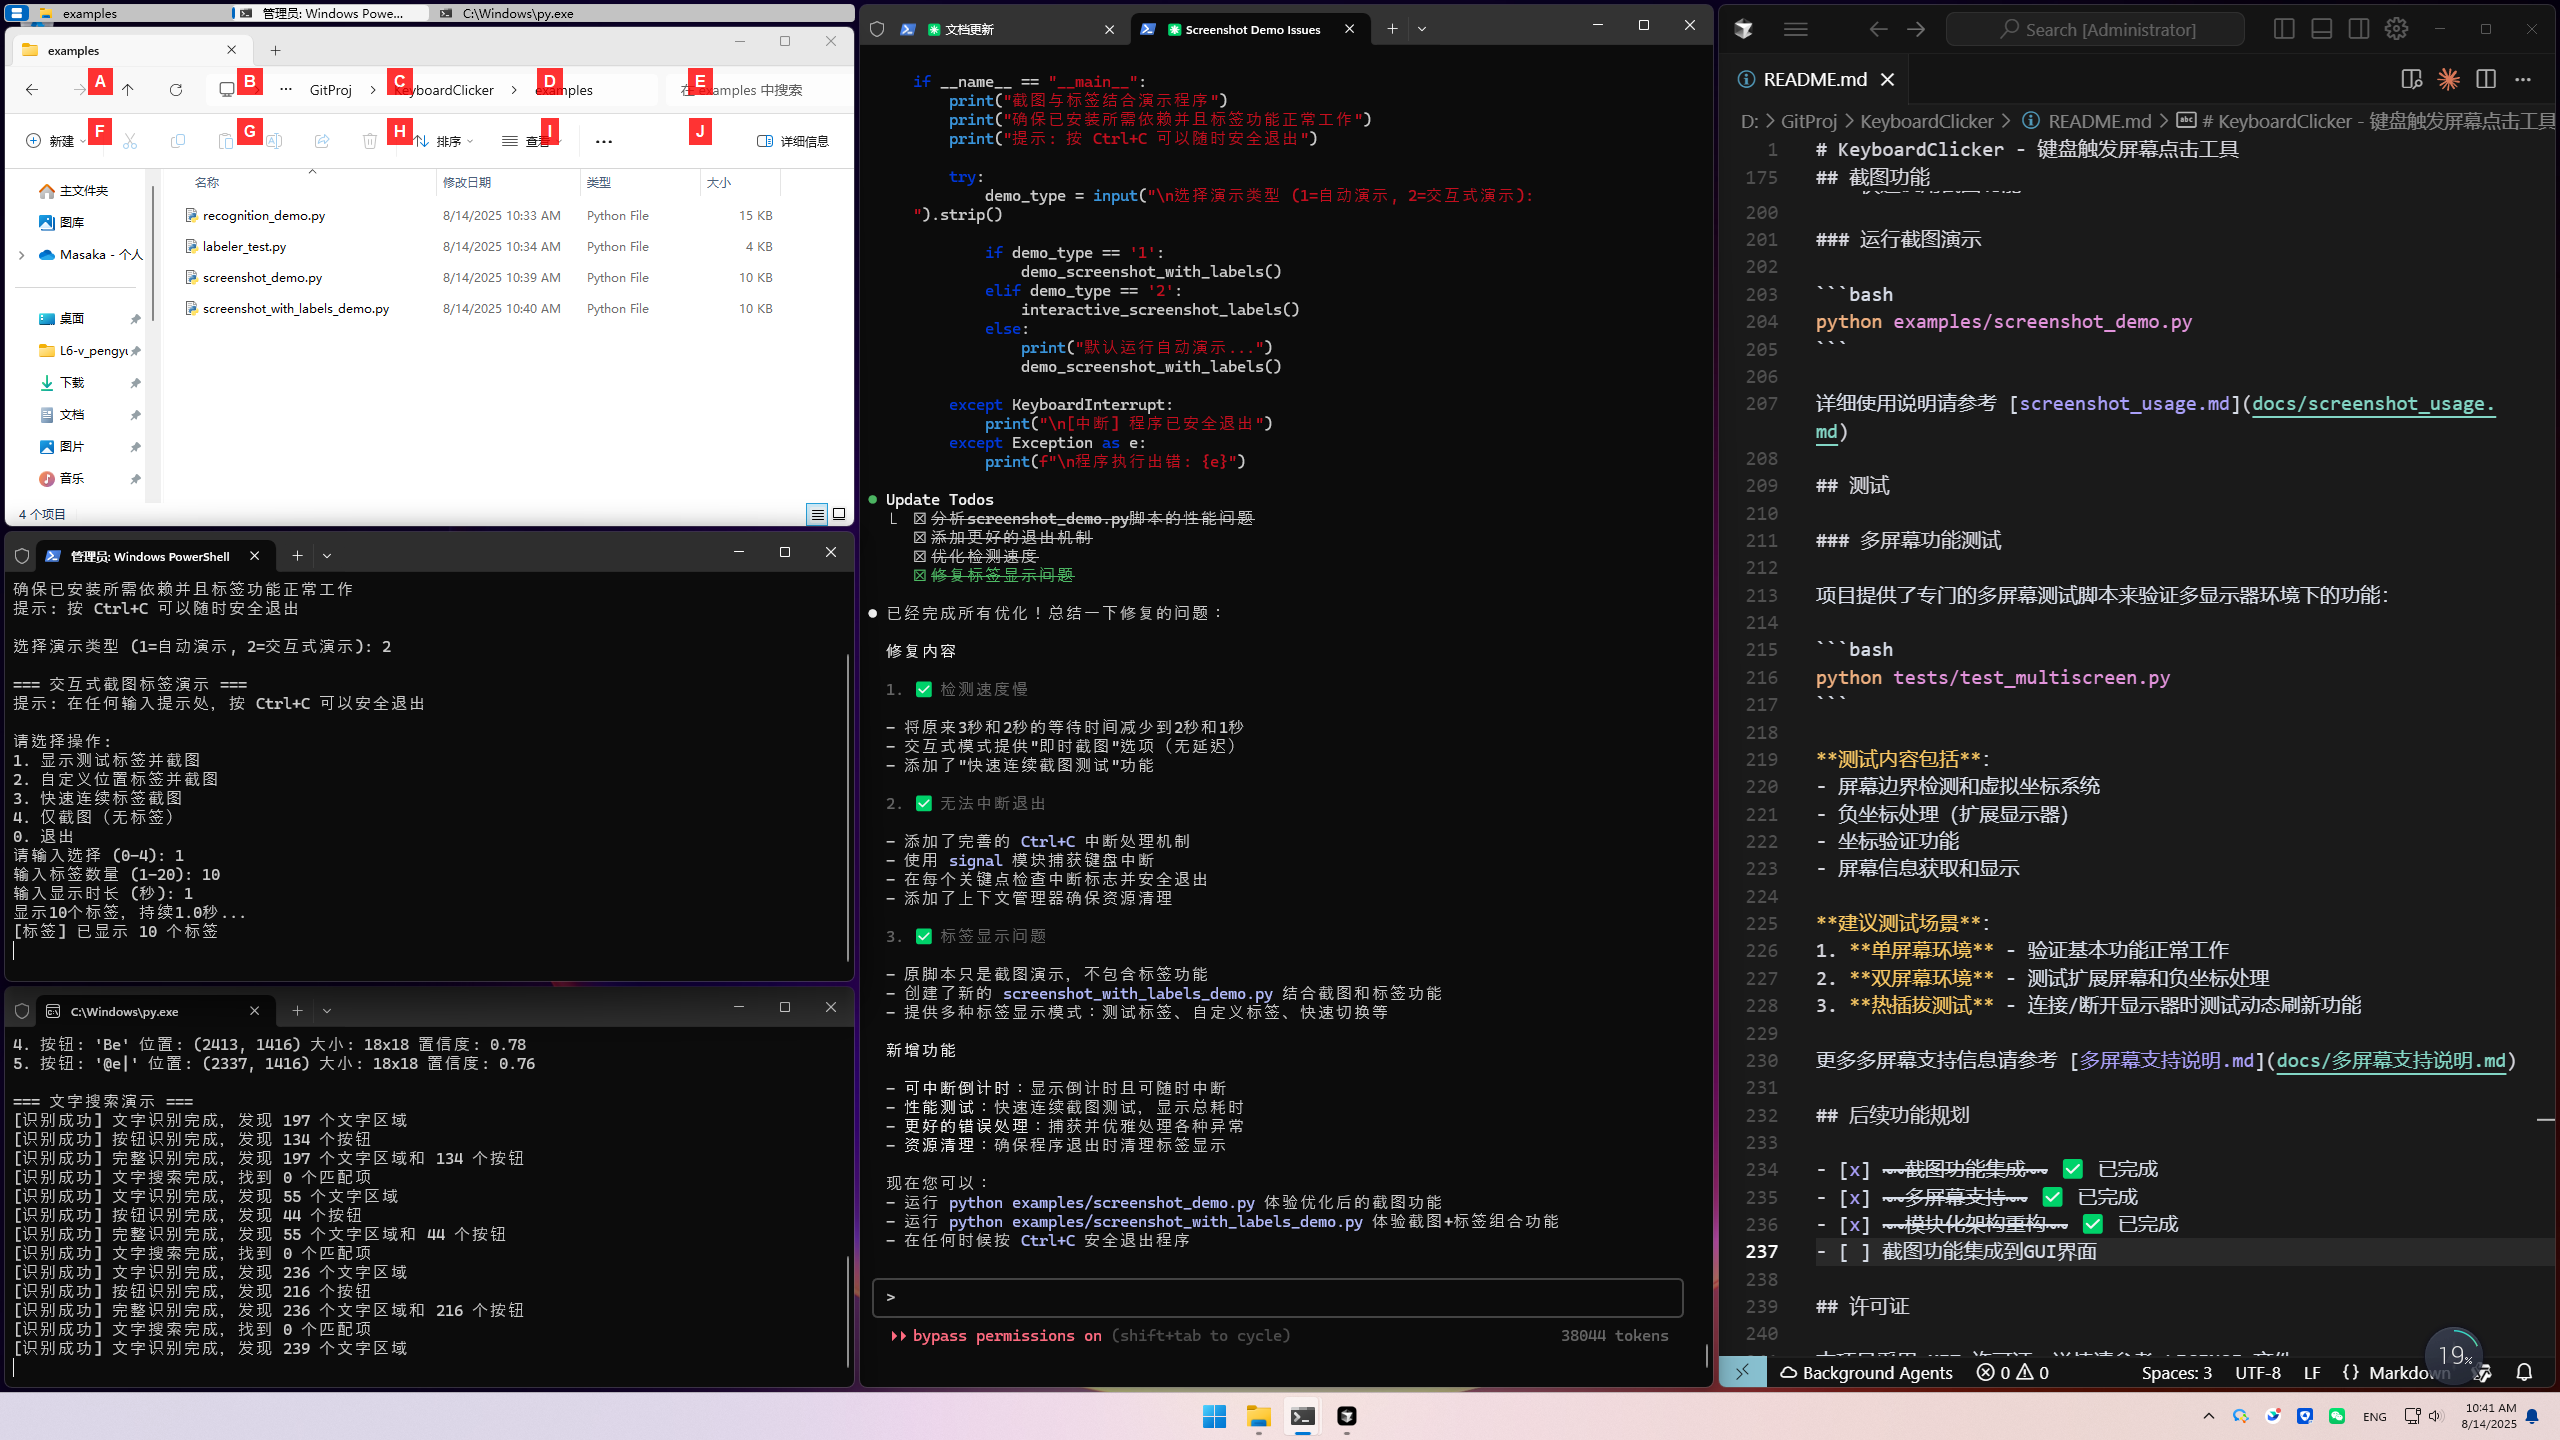 examples
管理员: Windows Powe...
C:\Windows\py.exe
examples
A
B
C
D
E
GitProj
KeyboardClicker
examples
在 examples 中搜索
F
G
H
I
J
新建
排序
查看
详细信息
主文件夹
图库
Masaka - 个人
桌面
L6-v_pengyu
下载
文档
图片
音乐
名称 修改日期 类型 大小
recognition_demo.py 8/14/2025 10:33 AM Python File 15 KB
labeler_test.py 8/14/2025 10:34 AM Python File 4 KB
screenshot_demo.py 8/14/2025 10:39 AM Python File 10 KB
screenshot_with_labels_demo.py 8/14/2025 10:40 AM Python File 10 KB
4 个项目
管理员: Windows PowerShell
确保已安装所需依赖并且标签功能正常工作
提示: 按 Ctrl+C 可以随时安全退出
选择演示类型 (1=自动演示, 2=交互式演示): 2
=== 交互式截图标签演示 ===
提示: 在任何输入提示处, 按 Ctrl+C 可以安全退出
请选择操作:
1. 显示测试标签并截图
2. 自定义位置标签并截图
3. 快速连续标签截图
4. 仅截图 (无标签)
0. 退出
请输入选择 (0-4): 1
输入标签数量 (1-20): 10
输入显示时长 (秒): 1
显示10个标签, 持续1.0秒...
[标签] 已显示 10 个标签
C:\Windows\py.exe
4. 按钮: 'Be' 位置: (2413, 1416) 大小: 18x18 置信度: 0.78
5. 按钮: '@e|' 位置: (2337, 1416) 大小: 18x18 置信度: 0.76
=== 文字搜索演示 ===
[识别成功] 文字识别完成, 发现 197 个文字区域
[识别成功] 按钮识别完成, 发现 134 个按钮
[识别成功] 完整识别完成, 发现 197 个文字区域和 134 个按钮
[识别成功] 文字搜索完成, 找到 0 个匹配项
[识别成功] 文字识别完成, 发现 55 个文字区域
[识别成功] 按钮识别完成, 发现 44 个按钮
[识别成功] 完整识别完成, 发现 55 个文字区域和 44 个按钮
[识别成功] 文字搜索完成, 找到 0 个匹配项
[识别成功] 文字识别完成, 发现 236 个文字区域
[识别成功] 按钮识别完成, 发现 216 个按钮
[识别成功] 完整识别完成, 发现 236 个文字区域和 216 个按钮
[识别成功] 文字搜索完成, 找到 0 个匹配项
[识别成功] 文字识别完成, 发现 239 个文字区域
文档更新
Screenshot Demo Issues
if __name__ == "__main__":
print("截图与标签结合演示程序")
print("确保已安装所需依赖并且标签功能正常工作")
print("提示: 按 Ctrl+C 可以随时安全退出")
try:
demo_type = input("\n选择演示类型 (1=自动演示, 2=交互式演示):
").strip()
if demo_type == '1':
demo_screenshot_with_labels()
elif demo_type == '2':
interactive_screenshot_labels()
else:
print("默认运行自动演示...")
demo_screenshot_with_labels()
except KeyboardInterrupt:
print("\n[中断] 程序已安全退出")
except Exception as e:
print(f"\n程序执行出错: {e}")
● Update Todos
└ ☒ 分析screenshot_demo.py脚本的性能问题
☒ 添加更好的退出机制
☒ 优化检测速度
☒ 修复标签显示问题
● 已经完成所有优化！总结一下修复的问题：
修复内容
1. ✅ 检测速度慢
- 将原来3秒和2秒的等待时间减少到2秒和1秒
- 交互式模式提供"即时截图"选项（无延迟）
- 添加了"快速连续截图测试"功能
2. ✅ 无法中断退出
- 添加了完善的 Ctrl+C 中断处理机制
- 使用 signal 模块捕获键盘中断
- 在每个关键点检查中断标志并安全退出
- 添加了上下文管理器确保资源清理
3. ✅ 标签显示问题
- 原脚本只是截图演示，不包含标签功能
- 创建了新的 screenshot_with_labels_demo.py 结合截图和标签功能
- 提供多种标签显示模式：测试标签、自定义标签、快速切换等
新增功能
- 可中断倒计时：显示倒计时且可随时中断
- 性能测试：快速连续截图测试，显示总耗时
- 更好的错误处理：捕获并优雅处理各种异常
- 资源清理：确保程序退出时清理标签显示
现在您可以：
- 运行 python examples/screenshot_demo.py 体验优化后的截图功能
- 运行 python examples/screenshot_with_labels_demo.py 体验截图+标签组合功能
- 在任何时候按 Ctrl+C 安全退出程序
>
⏵⏵ bypass permissions on (shift+tab to cycle) 38044 tokens
Search [Administrator]
README.md
D: > GitProj > KeyboardClicker > README.md > # KeyboardClicker - 键盘触发屏幕点击工具
1 # KeyboardClicker - 键盘触发屏幕点击工具
175 ## 截图功能
200
201 ### 运行截图演示
202
203 ```bash
204 python examples/screenshot_demo.py
205 ```
206
207 详细使用说明请参考 [screenshot_usage.md](docs/screenshot_usage.
md)
208
209 ## 测试
210
211 ### 多屏幕功能测试
212
213 项目提供了专门的多屏幕测试脚本来验证多显示器环境下的功能：
214
215 ```bash
216 python tests/test_multiscreen.py
217 ```
218
219 **测试内容包括**：
220 - 屏幕边界检测和虚拟坐标系统
221 - 负坐标处理（扩展显示器）
222 - 坐标验证功能
223 - 屏幕信息获取和显示
224
225 **建议测试场景**：
226 1. **单屏幕环境** - 验证基本功能正常工作
227 2. **双屏幕环境** - 测试扩展屏幕和负坐标处理
228 3. **热插拔测试** - 连接/断开显示器时测试动态刷新功能
229
230 更多多屏幕支持信息请参考 [多屏幕支持说明.md](docs/多屏幕支持说明.md)
231
232 ## 后续功能规划
233
234 - [x] ~~截图功能集成~~ ✅ 已完成
235 - [x] ~~多屏幕支持~~ ✅ 已完成
236 - [x] ~~模块化架构重构~~ ✅ 已完成
237 - [ ] 截图功能集成到GUI界面
238
239 ## 许可证
240
19%
Background Agents 0 0 Spaces: 3 UTF-8 LF {} Markdown
ENG
10:41 AM
8/14/2025